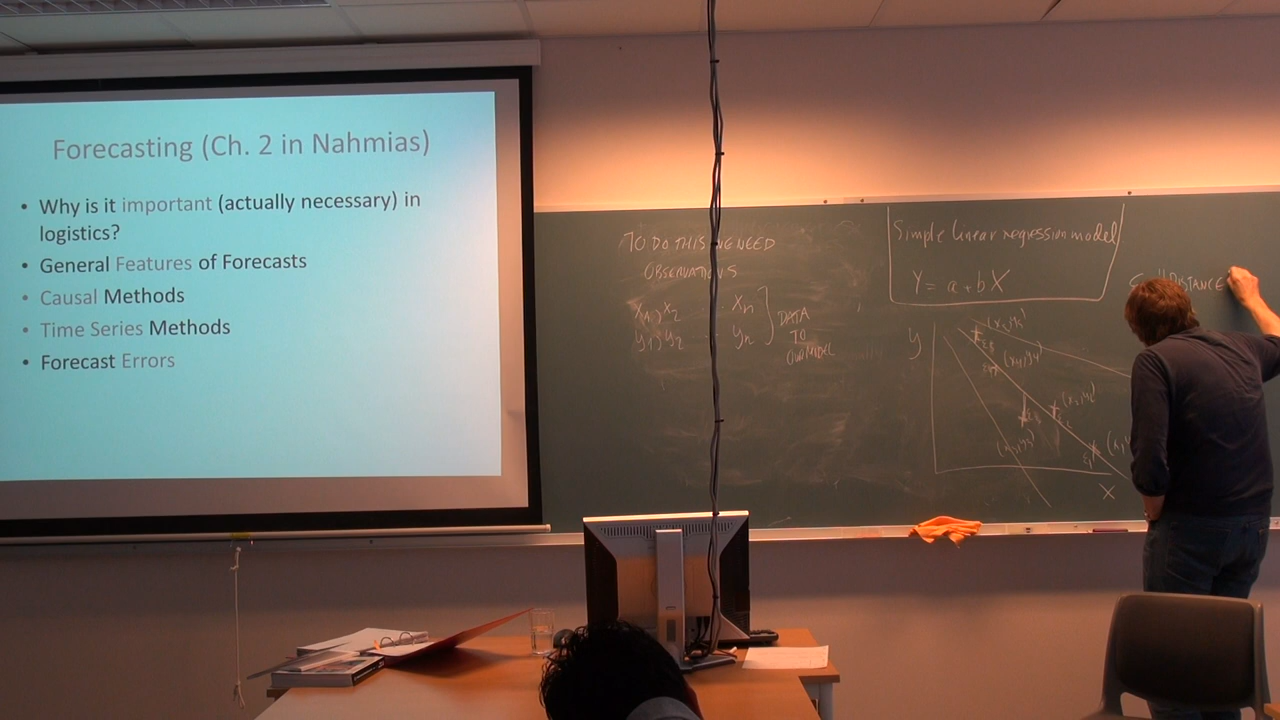 Forecasting (Ch. 2 in Nahmias)
• Why is it important (actually necessary) in
logistics?
• General Features of Forecasts
• Causal Methods
• Time Series Methods
• Forecast Errors
TO DO THIS WE NEED
OBSERVATIONS
X1, X2 ... Xn
y1, y2 ... yn
DATA
TO
OUR MODEL
Simple linear regression model
Y = a + bX
y
(x4, y4)
X
DISTANCE